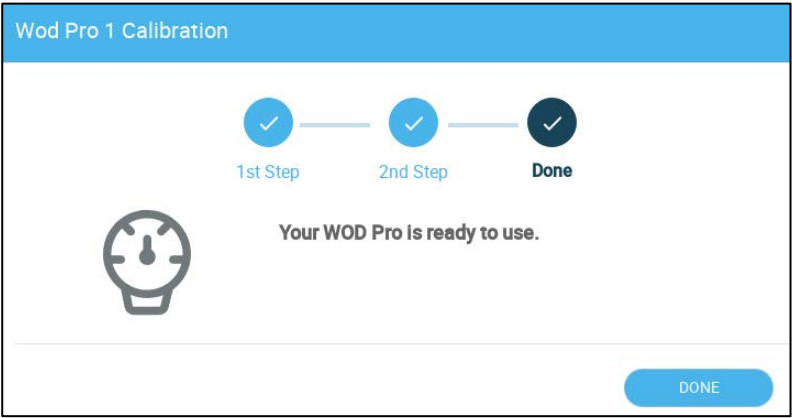 Wod Pro 1 Calibration
1st Step
2nd Step
Done
Your WOD Pro is ready to use.
DONE